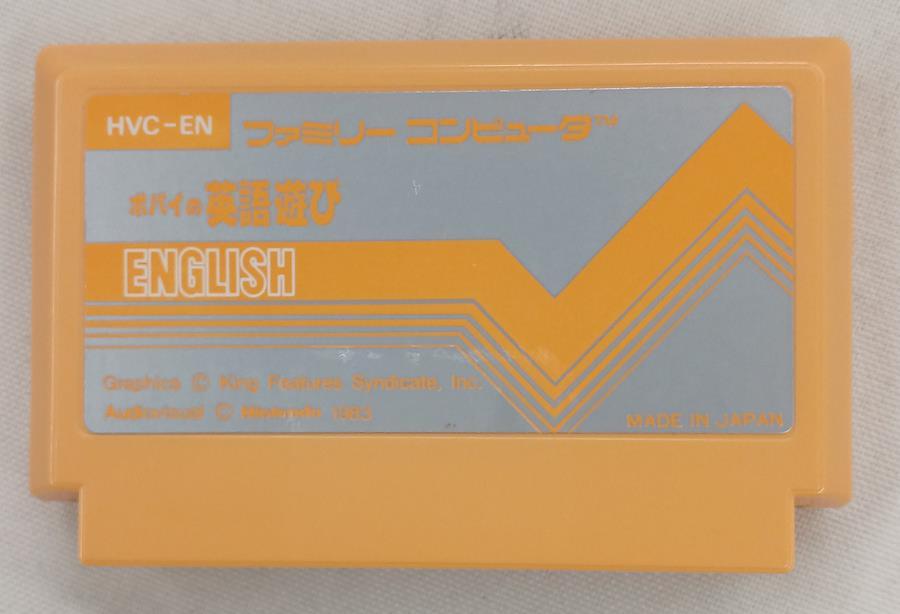 HVC-EN
ファミリー コンピュータ™
ポパイの英語遊び
ENGLISH
Graphics © King Features Syndicate, Inc.
Audiovisual © Nintendo 1983
MADE IN JAPAN